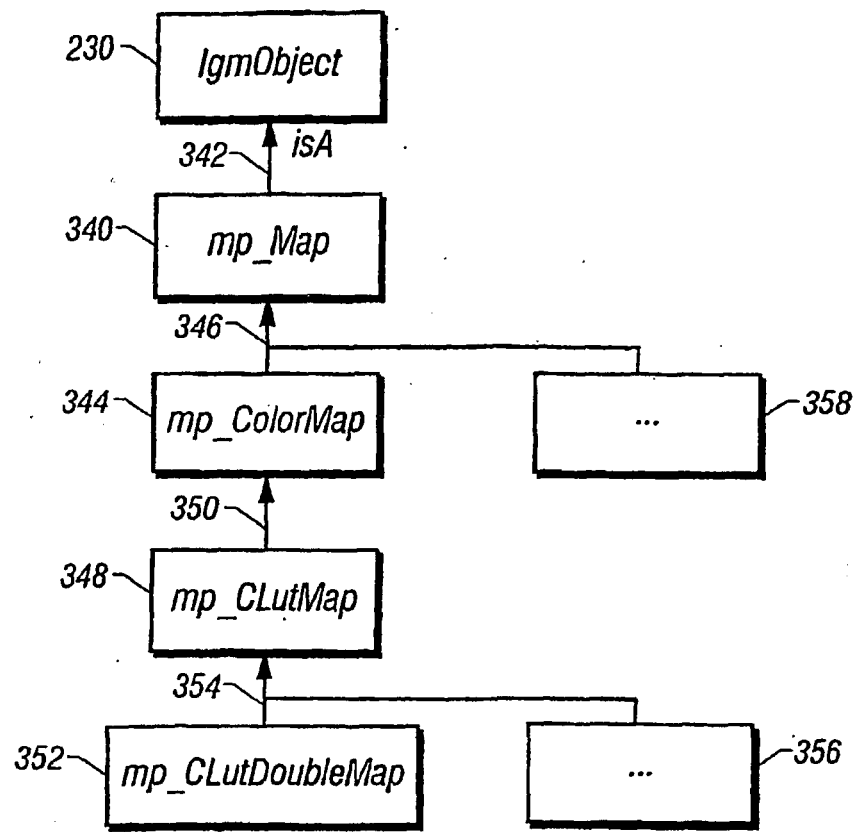 230
IgmObject
isA
342
340
mp_Map
346
344
mp_ColorMap
...
358
350
348
mp_CLutMap
354
352
mp_CLutDoubleMap
...
356